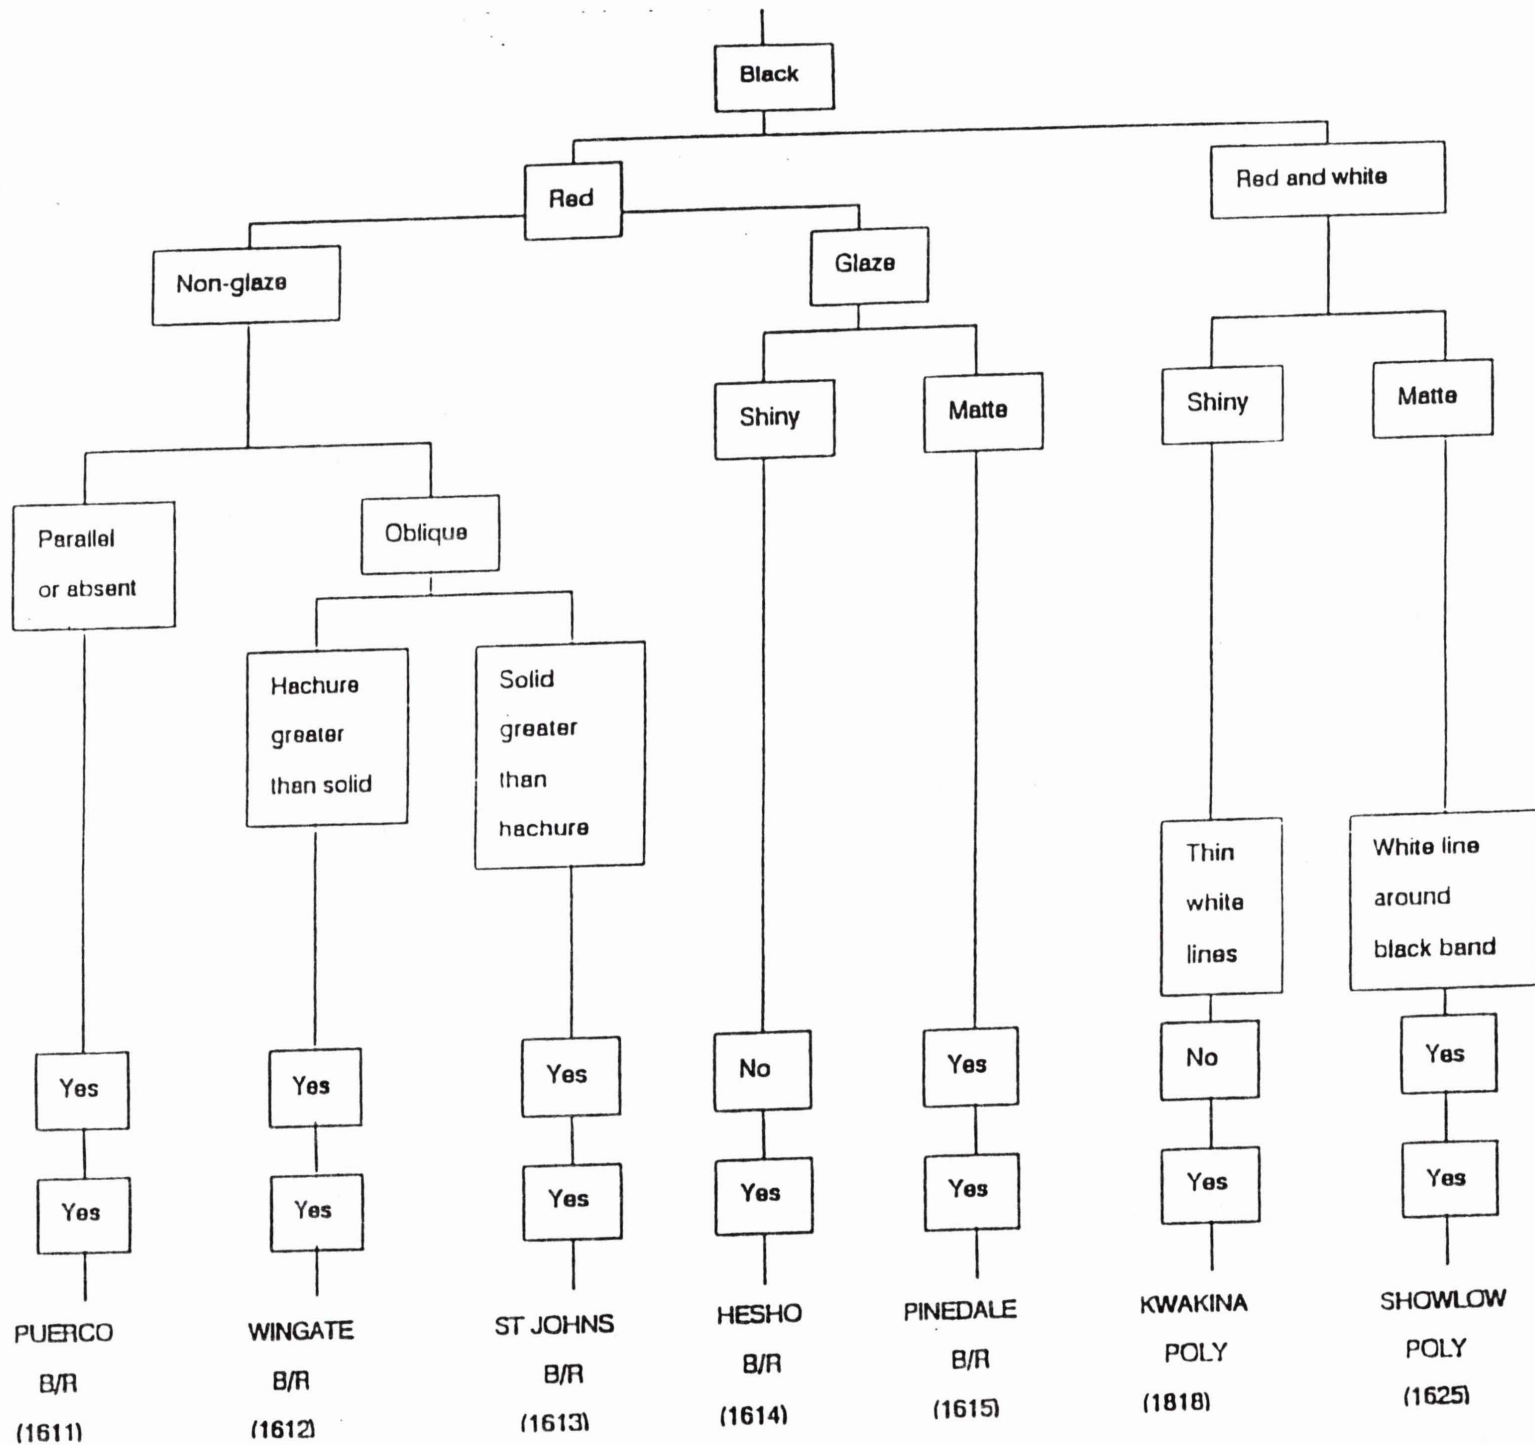 Black
Red
Red and white
Non-glaze
Glaze
Shiny
Matte
Shiny
Matte
Parallel
or absent
Oblique
Hachure
greater
than solid
Solid
greater
than
hachure
Thin
white
lines
White line
around
black band
Yes
Yes
Yes
No
Yes
No
Yes
Yes
Yes
Yes
Yes
Yes
Yes
Yes
PUERCO
B/R
(1611)
WINGATE
B/R
(1612)
ST JOHNS
B/R
(1613)
HESHO
B/R
(1614)
PINEDALE
B/R
(1615)
KWAKINA
POLY
(1818)
SHOWLOW
POLY
(1625)